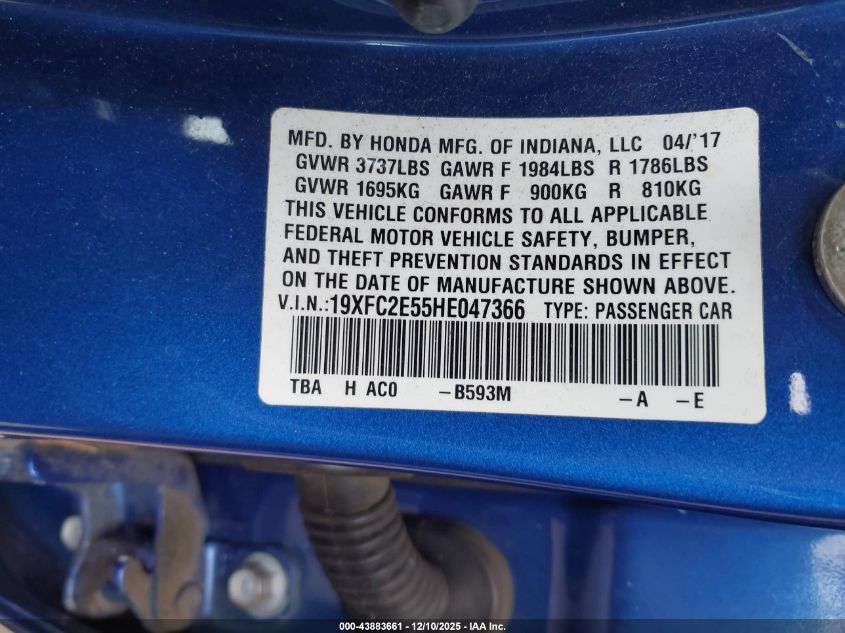 MFD. BY HONDA MFG. OF INDIANA, LLC 04/'17
GVWR 3737LBS GAWR F 1984LBS R 1786LBS
GVWR 1695KG GAWR F 900KG R 810KG
THIS VEHICLE CONFORMS TO ALL APPLICABLE
FEDERAL MOTOR VEHICLE SAFETY, BUMPER,
AND THEFT PREVENTION STANDARDS IN EFFECT
ON THE DATE OF MANUFACTURE SHOWN ABOVE.
V.I.N.:19XFC2E55HE047366 TYPE: PASSENGER CAR
TBA H AC0 -B593M -A -E
000-43883661 - 12/10/2025 - IAA Inc.